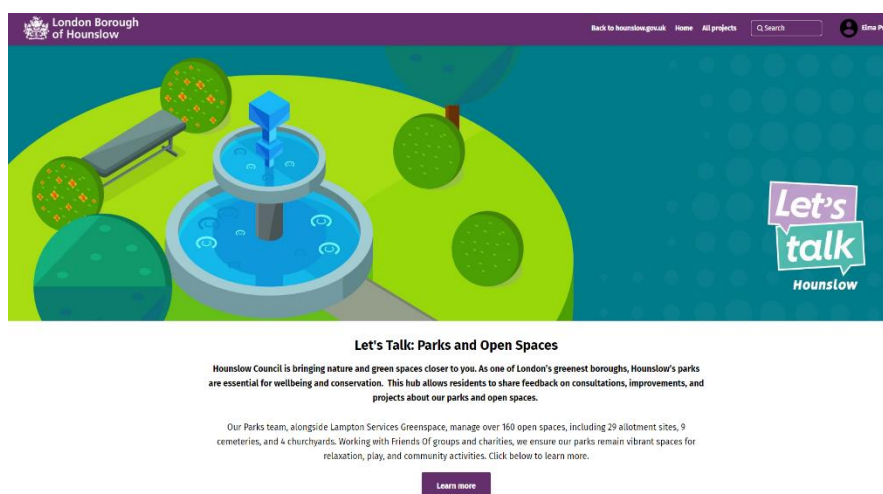 London Borough
of Hounslow
Back to hounslow.gov.uk Home All projects Search Elma
Let's
talk
Hounslow
Let's Talk: Parks and Open Spaces
Hounslow Council is bringing nature and green spaces closer to you. As one of London's greenest boroughs, Hounslow's parks
are essential for wellbeing and conservation. This hub allows residents to share feedback on consultations, improvements, and
projects about our parks and open spaces.
Our Parks team, alongside Lampton Services Greenspace, manage over 160 open spaces, including 29 allotment sites, 9
cemeteries, and 4 churchyards. Working with Friends Of groups and charities, we ensure our parks remain vibrant spaces for
relaxation, play, and community activities. Click below to learn more.
Learn more